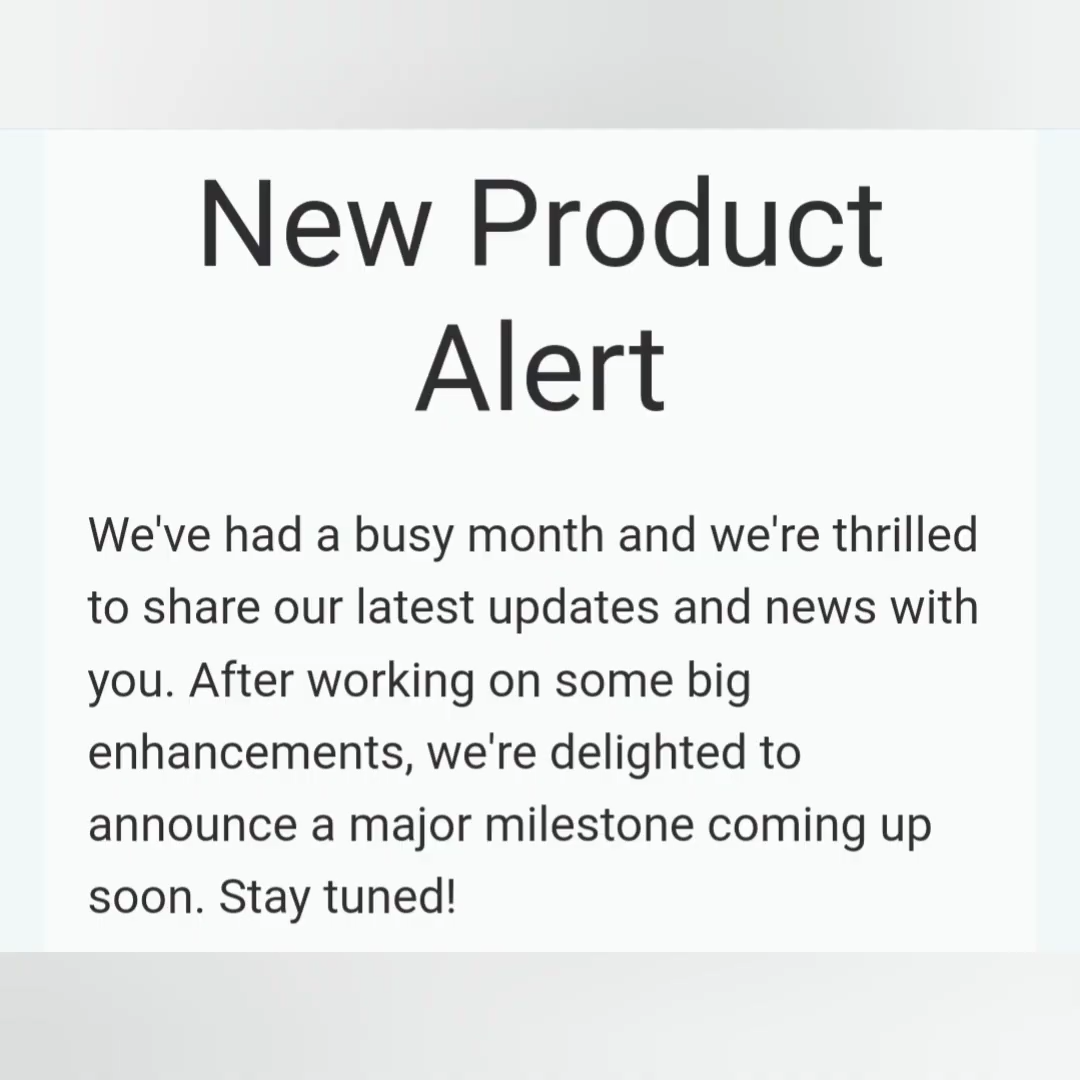 New Product
Alert
We've had a busy month and we're thrilled
to share our latest updates and news with
you. After working on some big
enhancements, we're delighted to
announce a major milestone coming up
soon. Stay tuned!